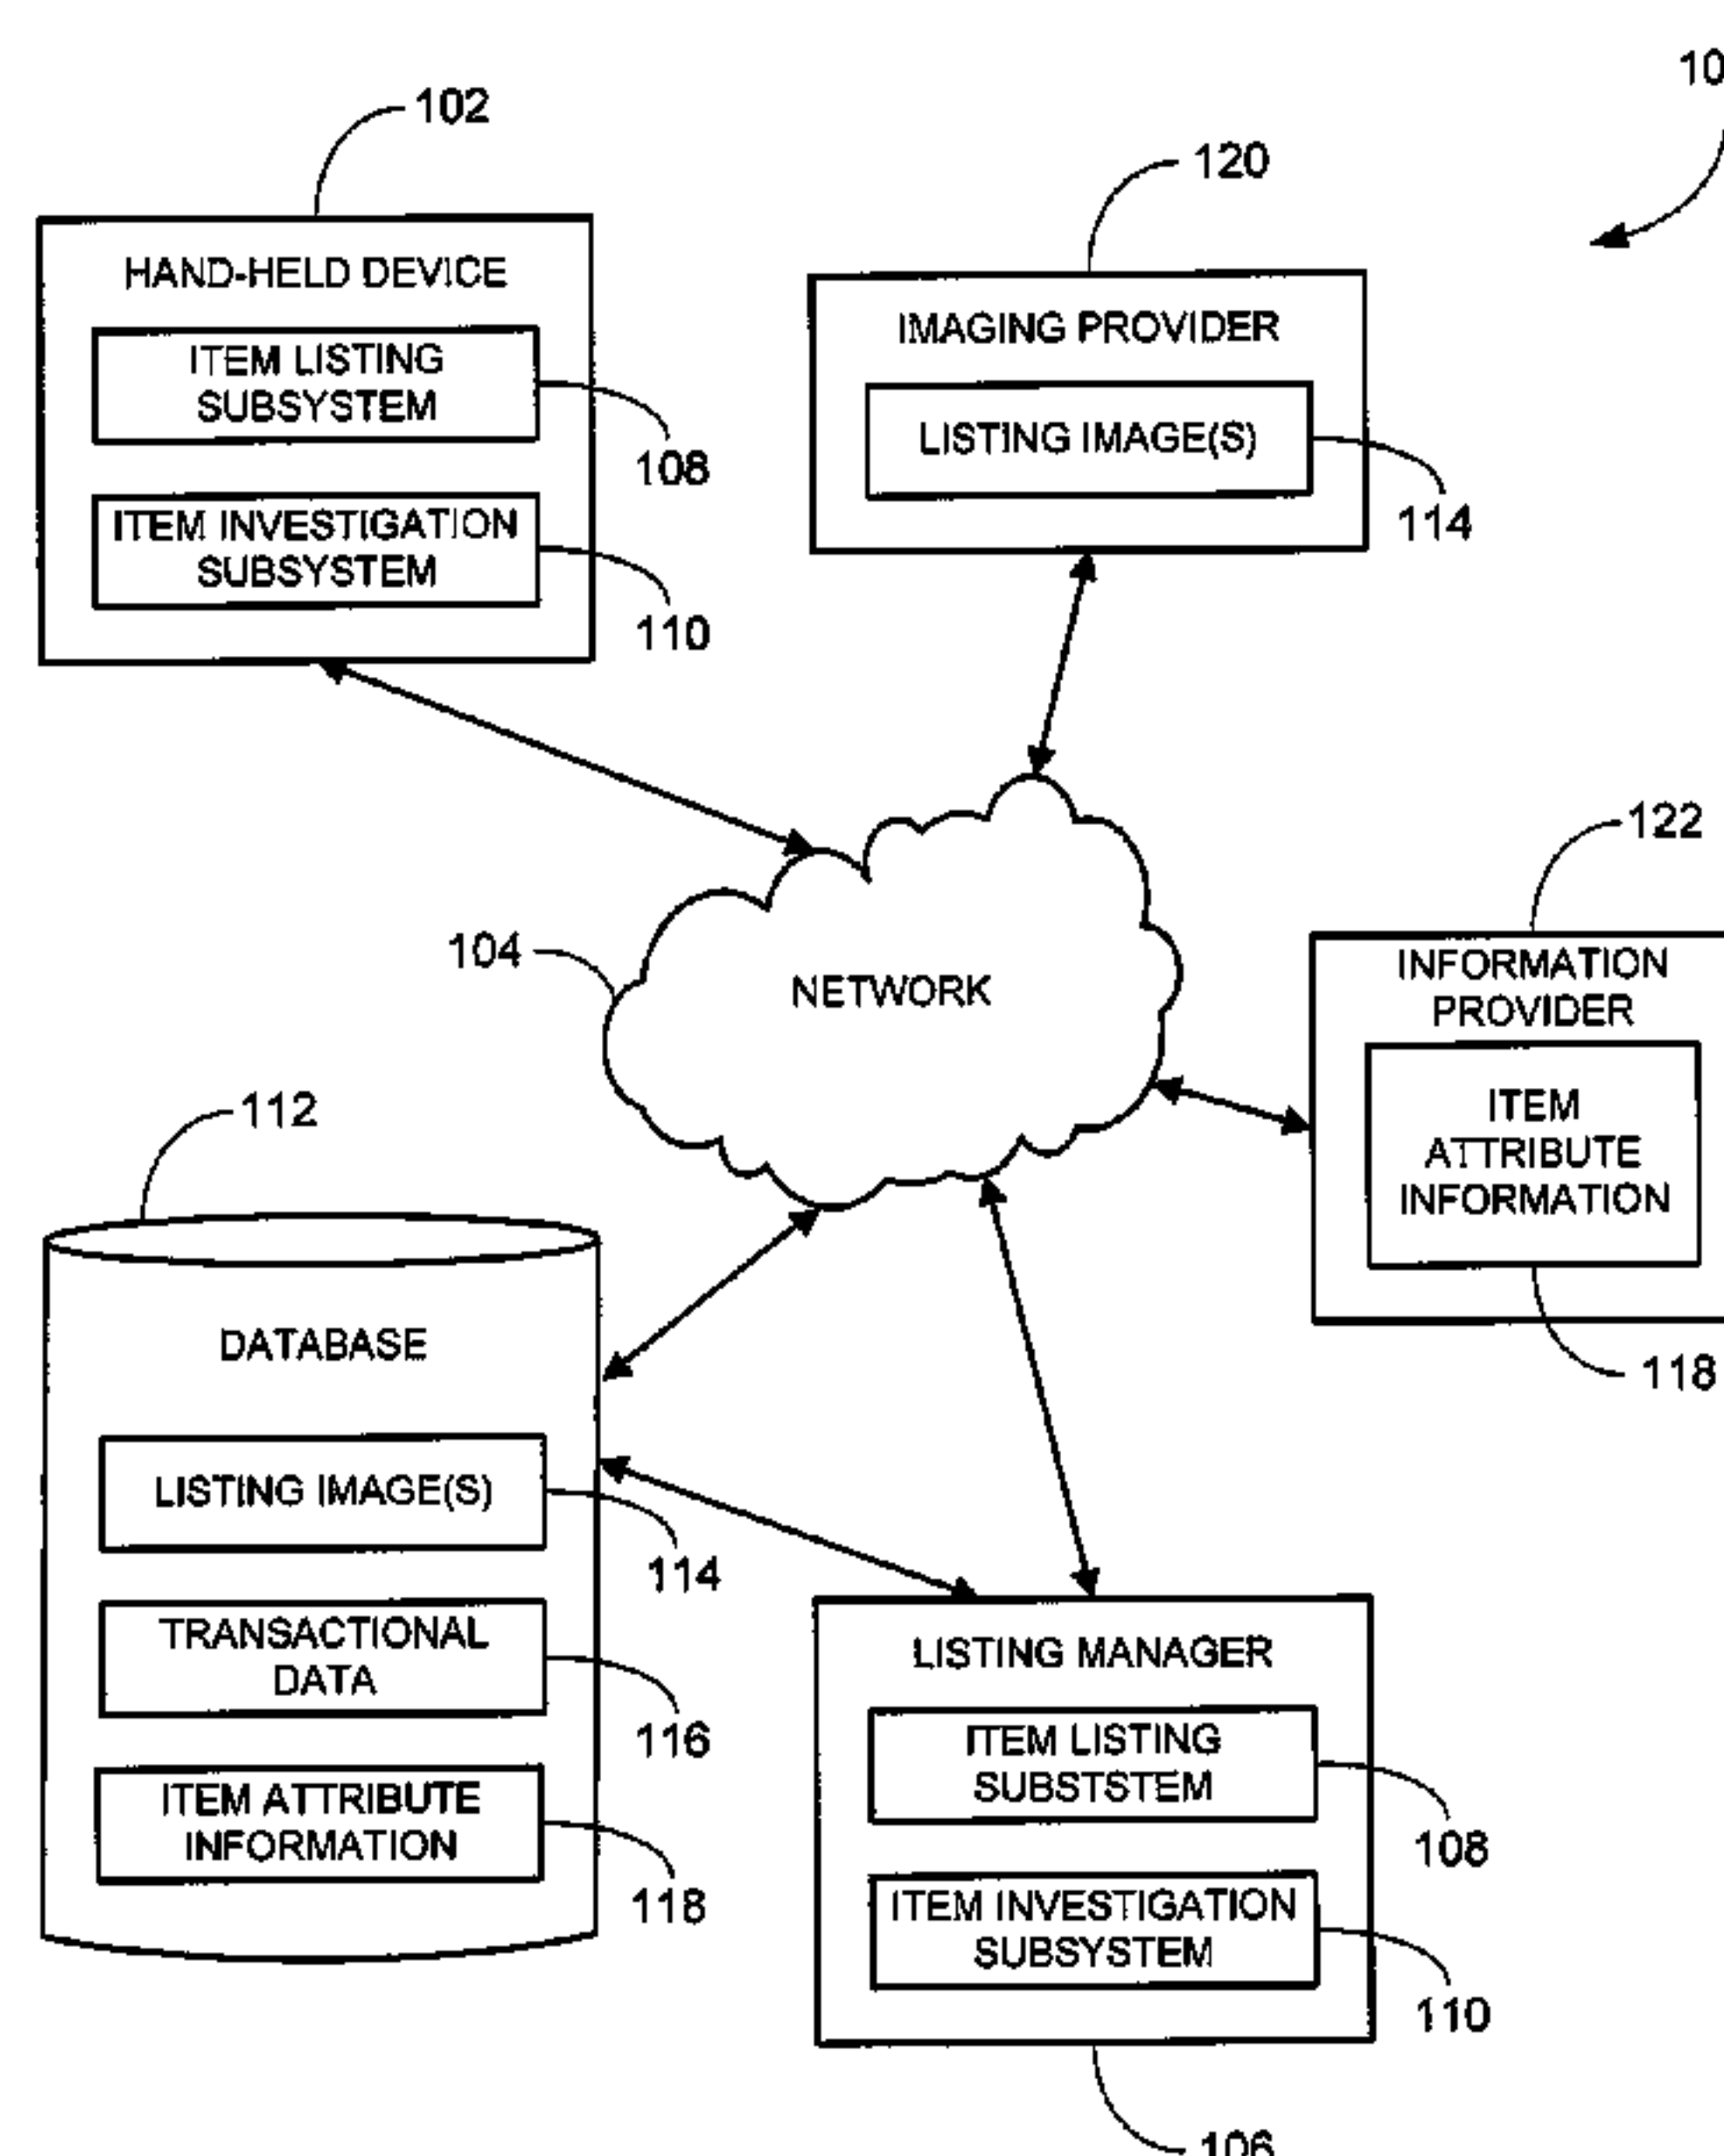 102
HAND-HELD DEVICE
ITEM LISTING
SUBSYSTEM
108
ITEM INVESTIGATION
SUBSYSTEM
110
120
IMAGING PROVIDER
LISTING IMAGE(S)
114
10
104
NETWORK
122
INFORMATION
PROVIDER
ITEM
ATTRIBUTE
INFORMATION
118
112
DATABASE
LISTING IMAGE(S)
114
TRANSACTIONAL
DATA
116
ITEM ATTRIBUTE
INFORMATION
118
LISTING MANAGER
ITEM LISTING
SUBSTSTEM
108
ITEM INVESTIGATION
SUBSYSTEM
110
106